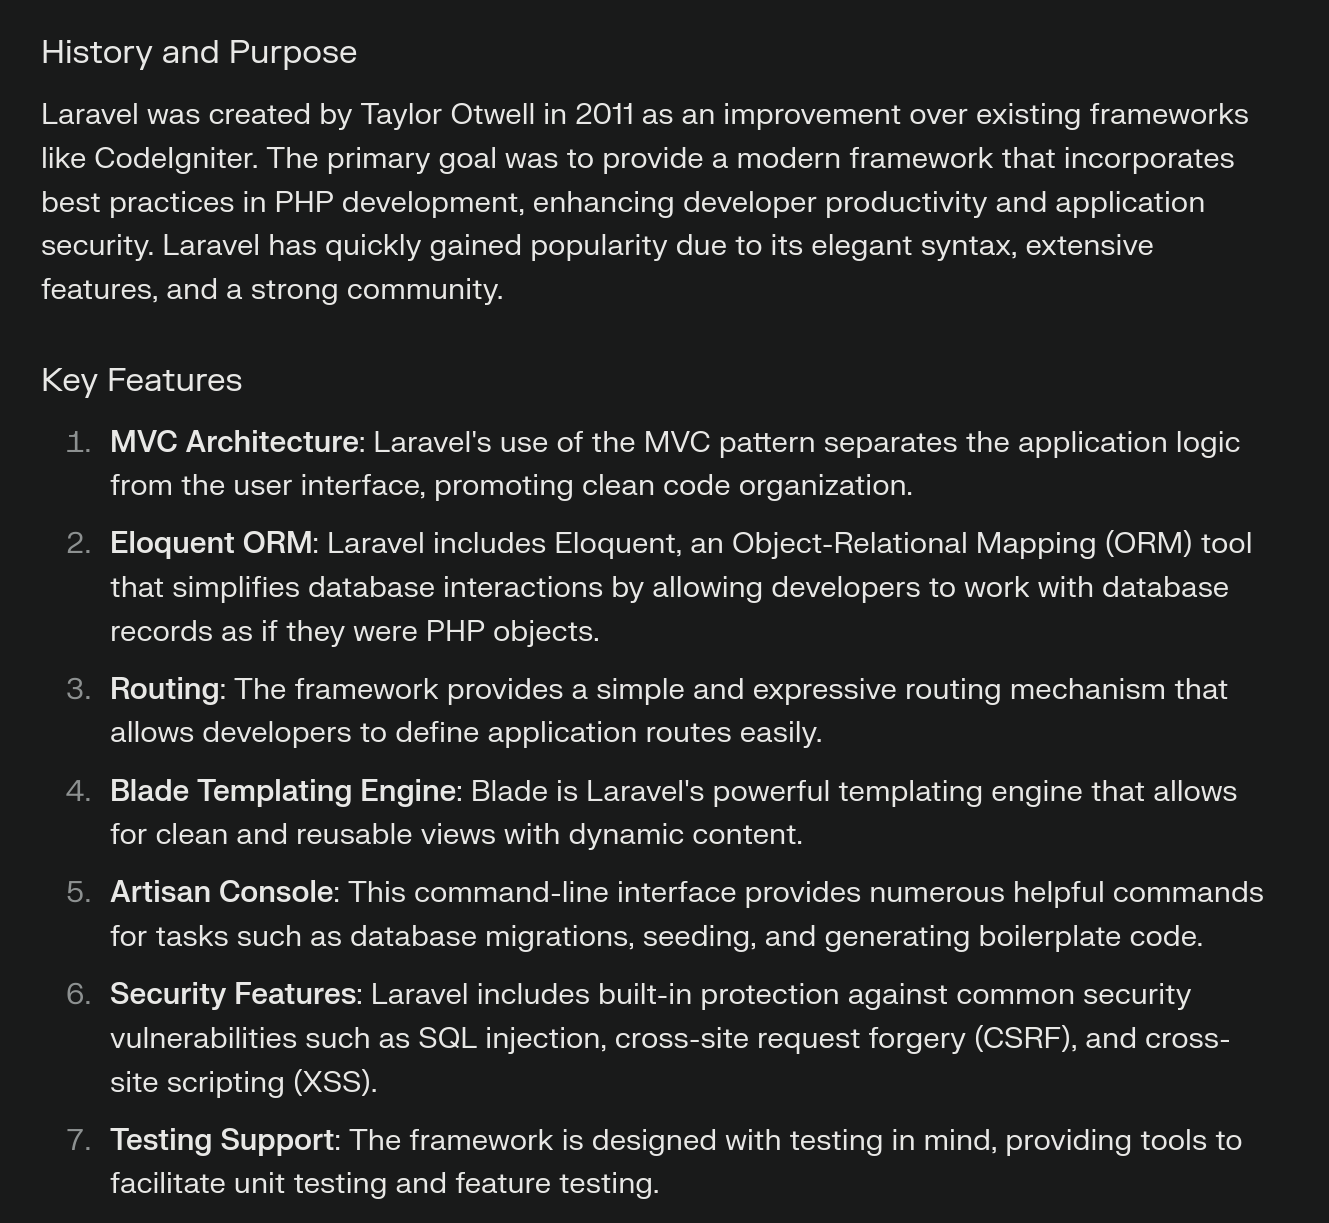 History and Purpose
Laravel was created by Taylor Otwell in 2011 as an improvement over existing frameworks
like CodeIgniter. The primary goal was to provide a modern framework that incorporates
best practices in PHP development, enhancing developer productivity and application
security. Laravel has quickly gained popularity due to its elegant syntax, extensive
features, and a strong community.
Key Features
1. MVC Architecture: Laravel's use of the MVC pattern separates the application logic
from the user interface, promoting clean code organization.
2. Eloquent ORM: Laravel includes Eloquent, an Object-Relational Mapping (ORM) tool
that simplifies database interactions by allowing developers to work with database
records as if they were PHP objects.
3. Routing: The framework provides a simple and expressive routing mechanism that
allows developers to define application routes easily.
4. Blade Templating Engine: Blade is Laravel's powerful templating engine that allows
for clean and reusable views with dynamic content.
5. Artisan Console: This command-line interface provides numerous helpful commands
for tasks such as database migrations, seeding, and generating boilerplate code.
6. Security Features: Laravel includes built-in protection against common security
vulnerabilities such as SQL injection, cross-site request forgery (CSRF), and cross-
site scripting (XSS).
7. Testing Support: The framework is designed with testing in mind, providing tools to
facilitate unit testing and feature testing.